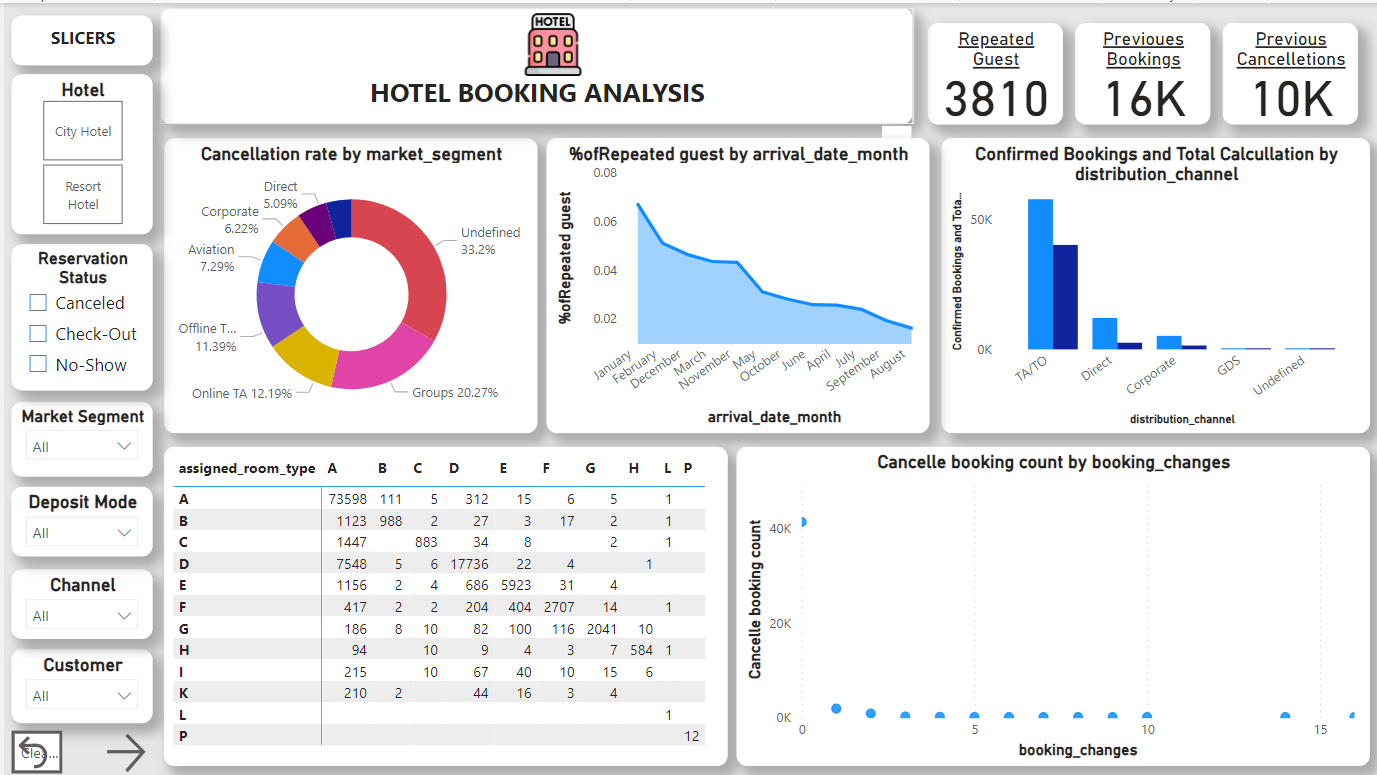 SLICERS
Hotel
City Hotel
Resort
Hotel
Reservation
Status
Canceled
Check-Out
No-Show
Market Segment
All
Deposit Mode
All
Channel
All
Customer
All
Clea...
HOTEL
HOTEL BOOKING ANALYSIS
Repeated
Guest
3810
Previoues
Bookings
16K
Previous
Cancelletions
10K
Cancellation rate by market_segment
Direct
5.09%
Corporate
6.22%
Aviation
7.29%
Offline T...
11.39%
Online TA 12.19%
Groups 20.27%
Undefined
33.2%
%ofRepeated guest by arrival_date_month
%ofRepeated guest
0.08
0.06
0.04
0.02
January
February
December
March
November
May
October
June
April
July
September
August
arrival_date_month
Confirmed Bookings and Total Calcullation by
distribution_channel
Confirmed Bookings and Tota...
50K
0K
TA/TO
Direct
Corporate
GDS
Undefined
distribution_channel
assigned_room_type A B C D E F G H L P
A 73598 111 5 312 15 6 5 1
B 1123 988 2 27 3 17 2 1
C 1447 883 34 8 2 1
D 7548 5 6 17736 22 4 1
E 1156 2 4 686 5923 31 4
F 417 2 2 204 404 2707 14 1
G 186 8 10 82 100 116 2041 10
H 94 10 9 4 3 7 584 1
I 215 10 67 40 10 15 6
K 210 2 44 16 3 4
L 1
P 12
Cancelle booking count by booking_changes
Cancelle booking count
40K
20K
0K
0 5 10 15
booking_changes